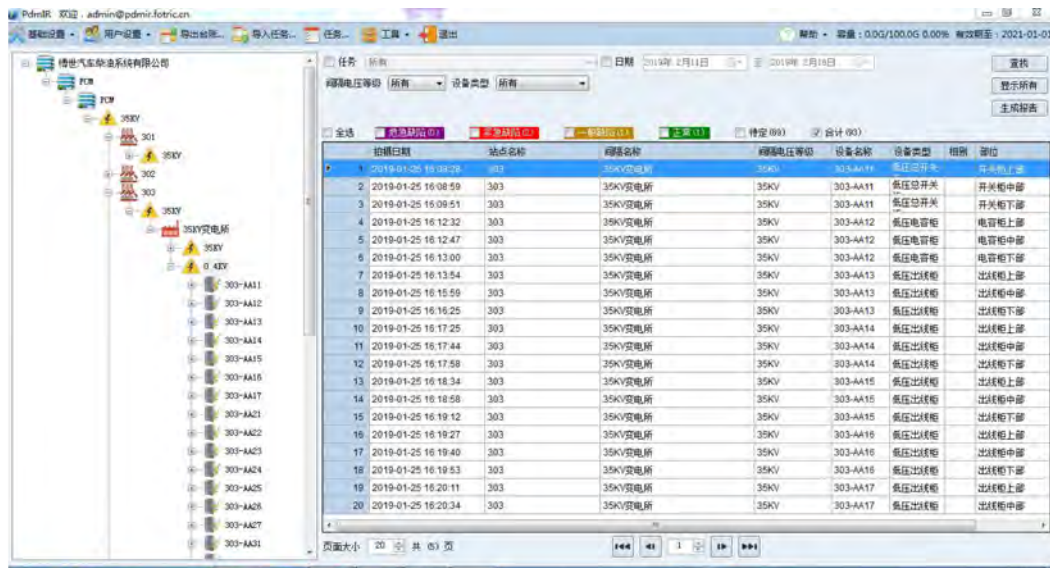 PdmIR 欢迎 . admin@pdmir.fotric.cn
基础设置 用户设置 导出台账... 导入任务... 任务... 工具 退出 帮助 容量 : 0.0G/100.0G 0.00% 有效期至 : 2021-01-01
博世汽车柴油系统有限公司
PCW
PCW
35KV
301
35KV
302
303
35KV
35KV变电所
35KV
0.4KV
303-AA11
303-AA12
303-AA13
303-AA14
303-AA15
303-AA16
303-AA17
303-AA21
303-AA22
303-AA23
303-AA24
303-AA25
303-AA26
303-AA27
303-AA31
任务 所有 日期 2019年 2月11日 至 2019年 2月18日 查找
间隔电压等级 所有 设备类型 所有 显示所有
生成报告
全选 危急缺陷(0) 紧急缺陷(0) 一般缺陷(1) 正常(1) 待定(89) 合计(90)
拍摄日期 站点名称 间隔名称 间隔电压等级 设备名称 设备类型 相别 部位
1 2019-01-25 16:08:28 303 35KV变电所 35KV 303-AA11 低压总开关 开关柜上部
2 2019-01-25 16:08:59 303 35KV变电所 35KV 303-AA11 低压总开关 开关柜中部
3 2019-01-25 16:09:51 303 35KV变电所 35KV 303-AA11 低压总开关 开关柜下部
4 2019-01-25 16:12:32 303 35KV变电所 35KV 303-AA12 低压电容柜 电容柜上部
5 2019-01-25 16:12:47 303 35KV变电所 35KV 303-AA12 低压电容柜 电容柜中部
6 2019-01-25 16:13:00 303 35KV变电所 35KV 303-AA12 低压电容柜 电容柜下部
7 2019-01-25 16:13:54 303 35KV变电所 35KV 303-AA13 低压出线柜 出线柜上部
8 2019-01-25 16:15:59 303 35KV变电所 35KV 303-AA13 低压出线柜 出线柜中部
9 2019-01-25 16:16:25 303 35KV变电所 35KV 303-AA13 低压出线柜 出线柜下部
10 2019-01-25 16:17:25 303 35KV变电所 35KV 303-AA14 低压出线柜 出线柜上部
11 2019-01-25 16:17:44 303 35KV变电所 35KV 303-AA14 低压出线柜 出线柜中部
12 2019-01-25 16:17:58 303 35KV变电所 35KV 303-AA14 低压出线柜 出线柜下部
13 2019-01-25 16:18:34 303 35KV变电所 35KV 303-AA15 低压出线柜 出线柜上部
14 2019-01-25 16:18:58 303 35KV变电所 35KV 303-AA15 低压出线柜 出线柜中部
15 2019-01-25 16:19:12 303 35KV变电所 35KV 303-AA15 低压出线柜 出线柜下部
16 2019-01-25 16:19:27 303 35KV变电所 35KV 303-AA16 低压出线柜 出线柜上部
17 2019-01-25 16:19:40 303 35KV变电所 35KV 303-AA16 低压出线柜 出线柜中部
18 2019-01-25 16:19:53 303 35KV变电所 35KV 303-AA16 低压出线柜 出线柜下部
19 2019-01-25 16:20:11 303 35KV变电所 35KV 303-AA17 低压出线柜 出线柜上部
20 2019-01-25 16:20:34 303 35KV变电所 35KV 303-AA17 低压出线柜 出线柜中部
页面大小 20 共 (5) 页 1